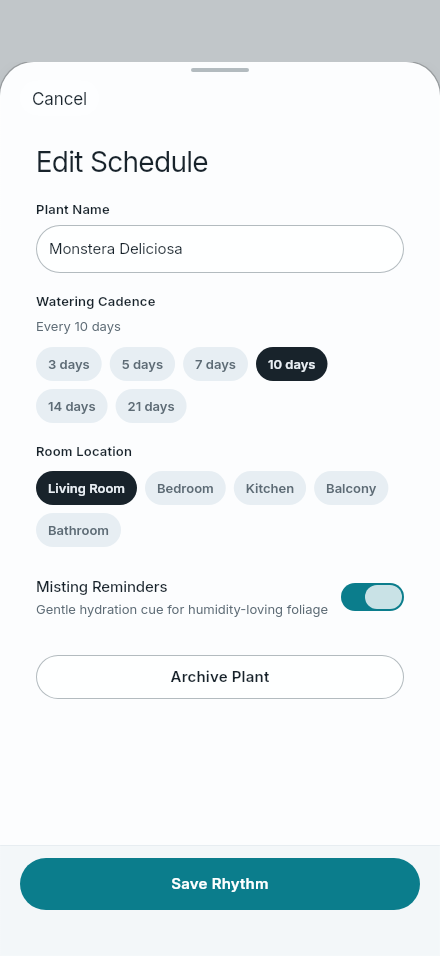 Cancel
Edit Schedule
Plant Name
Monstera Deliciosa
Watering Cadence
Every 10 days
3 days 5 days 7 days 10 days
14 days 21 days
Room Location
Living Room Bedroom Kitchen Balcony
Bathroom
Misting Reminders
Gentle hydration cue for humidity-loving foliage
Archive Plant
Save Rhythm